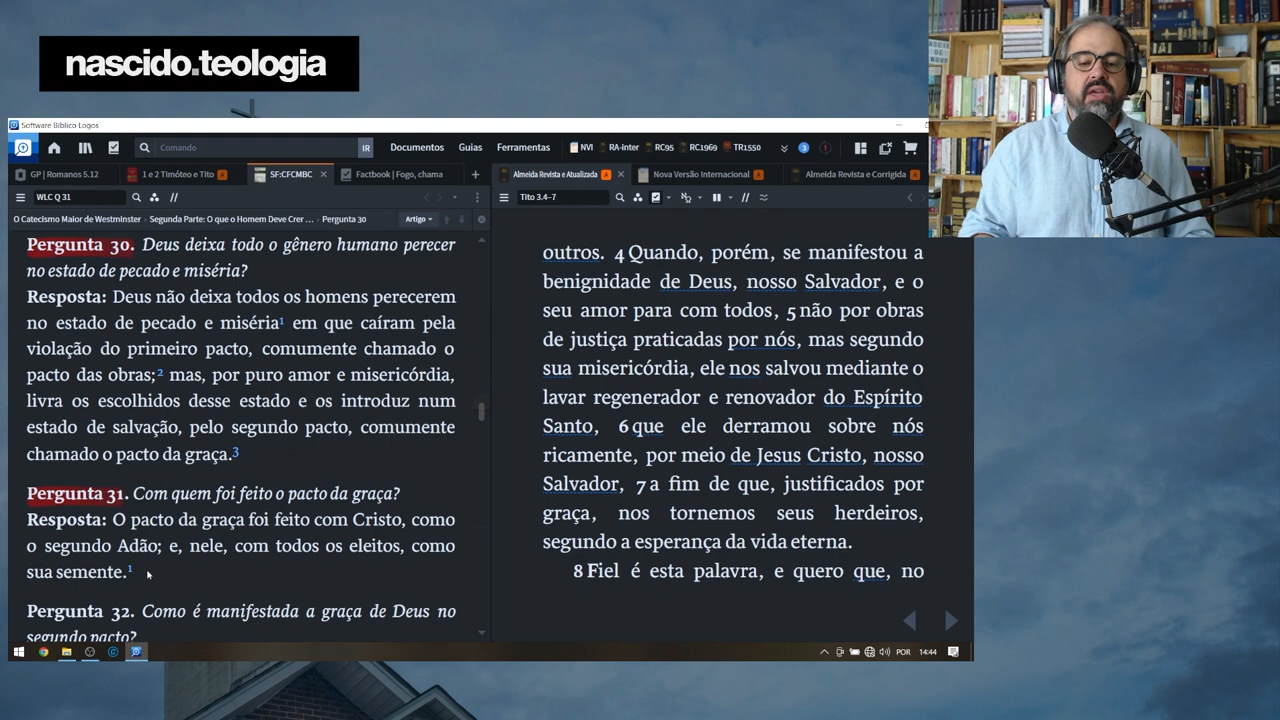 nascido.teologia
Software Bíblico Logos
Comando
IR
Documentos
Guias
Ferramentas
NVI
RA-Inter
RC95
RC1969
TR1550
3
GP | Romanos 5.12
1 e 2 Timóteo e Tito A
SF:CFCMBC
Factbook | Fogo, chama
Almeida Revista e Atualizada A
Nova Versão Internacional A
Almeida Revista e Corrigida A
WLC Q 31
Tito 3.4–7
O Catecismo Maior de Westminster › Segunda Parte: O que o Homem Deve Crer ... › Pergunta 30
Artigo
Pergunta 30. Deus deixa todo o gênero humano perecer
no estado de pecado e miséria?
Resposta: Deus não deixa todos os homens perecerem
no estado de pecado e miséria1 em que caíram pela
violação do primeiro pacto, comumente chamado o
pacto das obras;2 mas, por puro amor e misericórdia,
livra os escolhidos desse estado e os introduz num
estado de salvação, pelo segundo pacto, comumente
chamado o pacto da graça.3
Pergunta 31. Com quem foi feito o pacto da graça?
Resposta: O pacto da graça foi feito com Cristo, como
o segundo Adão; e, nele, com todos os eleitos, como
sua semente.1
Pergunta 32. Como é manifestada a graça de Deus no
segundo pacto?
outros. 4 Quando, porém, se manifestou a
benignidade de Deus, nosso Salvador, e o
seu amor para com todos, 5 não por obras
de justiça praticadas por nós, mas segundo
sua misericórdia, ele nos salvou mediante o
lavar regenerador e renovador do Espírito
Santo, 6 que ele derramou sobre nós
ricamente, por meio de Jesus Cristo, nosso
Salvador, 7 a fim de que, justificados por
graça, nos tornemos seus herdeiros,
segundo a esperança da vida eterna.
8 Fiel é esta palavra, e quero que, no
POR
14:44